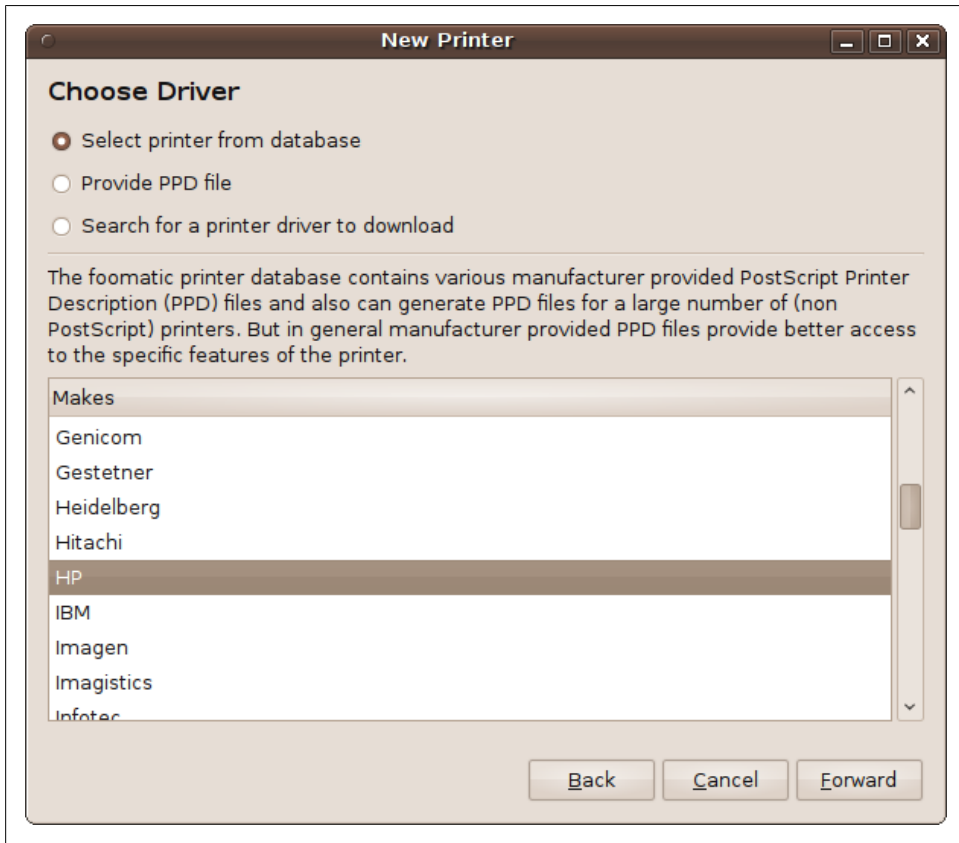 New Printer
Choose Driver
Select printer from database
Provide PPD file
Search for a printer driver to download
The foomatic printer database contains various manufacturer provided PostScript Printer
Description (PPD) files and also can generate PPD files for a large number of (non
PostScript) printers. But in general manufacturer provided PPD files provide better access
to the specific features of the printer.
Makes
Genicom
Gestetner
Heidelberg
Hitachi
HP
IBM
Imagen
Imagistics
Infotec
Back
Cancel
Forward